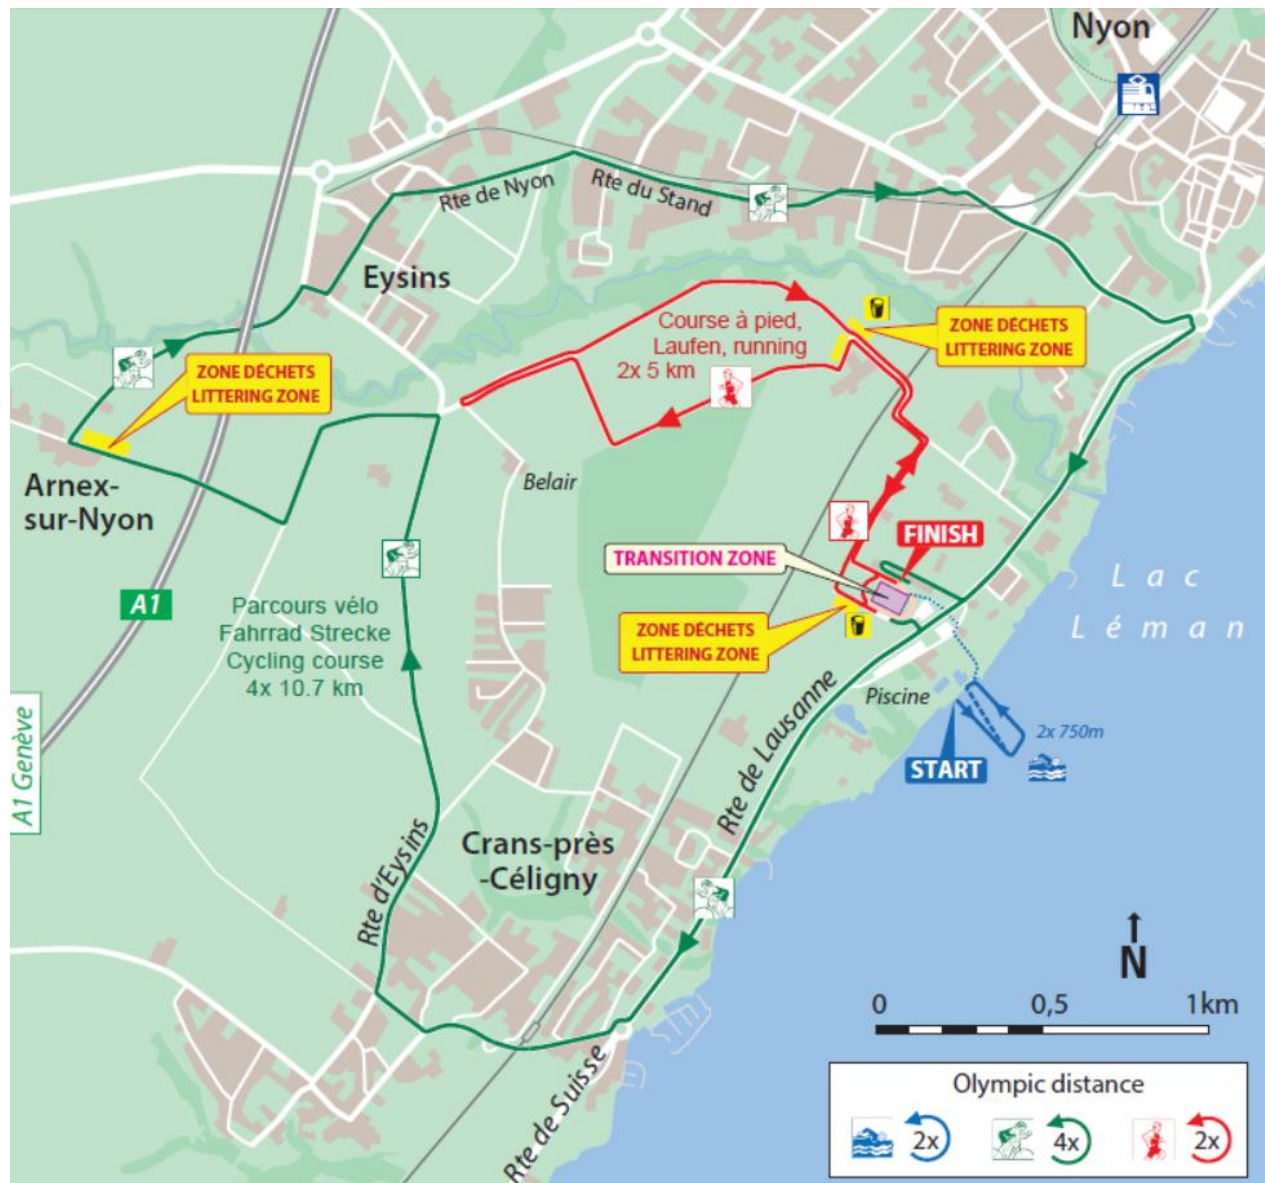 Nyon
Rte de Nyon
Rte du Stand
Eysins
Course à pied,
Laufen, running
2x 5 km
ZONE DÉCHETS
LITTERING ZONE
ZONE DÉCHETS
LITTERING ZONE
Arnex-
sur-Nyon
Belair
FINISH
TRANSITION ZONE
A1
Parcours vélo
Fahrrad Strecke
Cycling course
4x 10.7 km
ZONE DÉCHETS
LITTERING ZONE
Lac
Léman
Piscine
2x 750m
START
A1 Genève
Rte de Lausanne
Rte d'Eysins
Crans-près
-Céligny
Rte de Suisse
N
0 0,5 1km
Olympic distance
2x 4x 2x